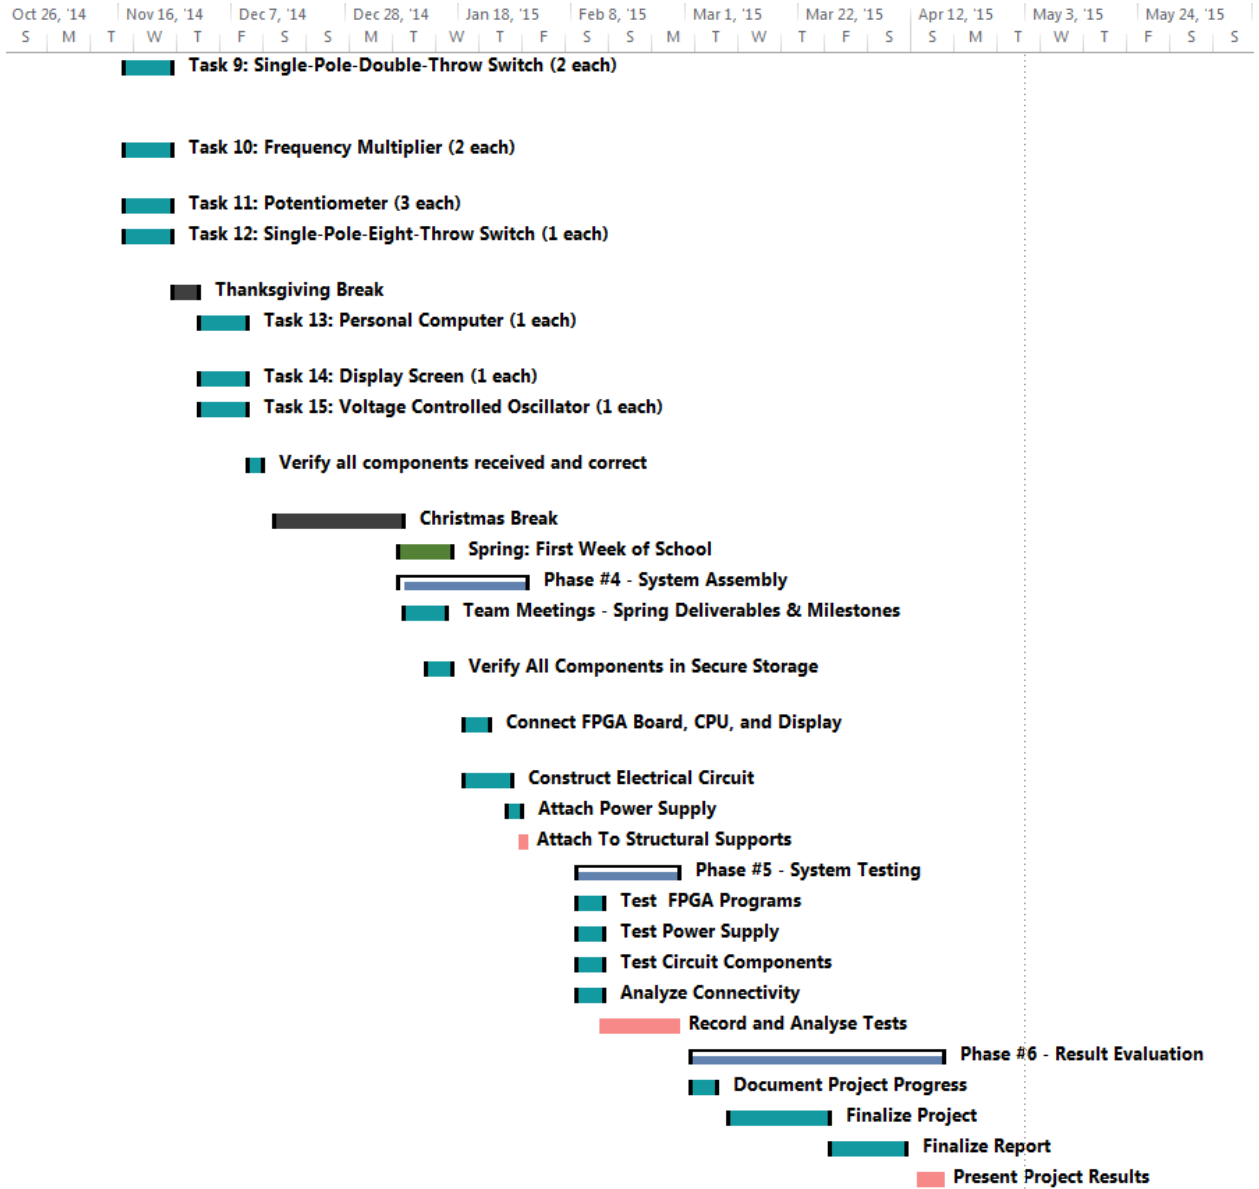 Oct 26, '14 Nov 16, '14 Dec 7, '14 Dec 28, '14 Jan 18, '15 Feb 8, '15 Mar 1, '15 Mar 22, '15 Apr 12, '15 May 3, '15 May 24, '15
S M T W T F S S M T W T F S S M T W T F S S M T W T F S S
Task 9: Single-Pole-Double-Throw Switch (2 each)
Task 10: Frequency Multiplier (2 each)
Task 11: Potentiometer (3 each)
Task 12: Single-Pole-Eight-Throw Switch (1 each)
Thanksgiving Break
Task 13: Personal Computer (1 each)
Task 14: Display Screen (1 each)
Task 15: Voltage Controlled Oscillator (1 each)
Verify all components received and correct
Christmas Break
Spring: First Week of School
Phase #4 - System Assembly
Team Meetings - Spring Deliverables & Milestones
Verify All Components in Secure Storage
Connect FPGA Board, CPU, and Display
Construct Electrical Circuit
Attach Power Supply
Attach To Structural Supports
Phase #5 - System Testing
Test FPGA Programs
Test Power Supply
Test Circuit Components
Analyze Connectivity
Record and Analyse Tests
Phase #6 - Result Evaluation
Document Project Progress
Finalize Project
Finalize Report
Present Project Results